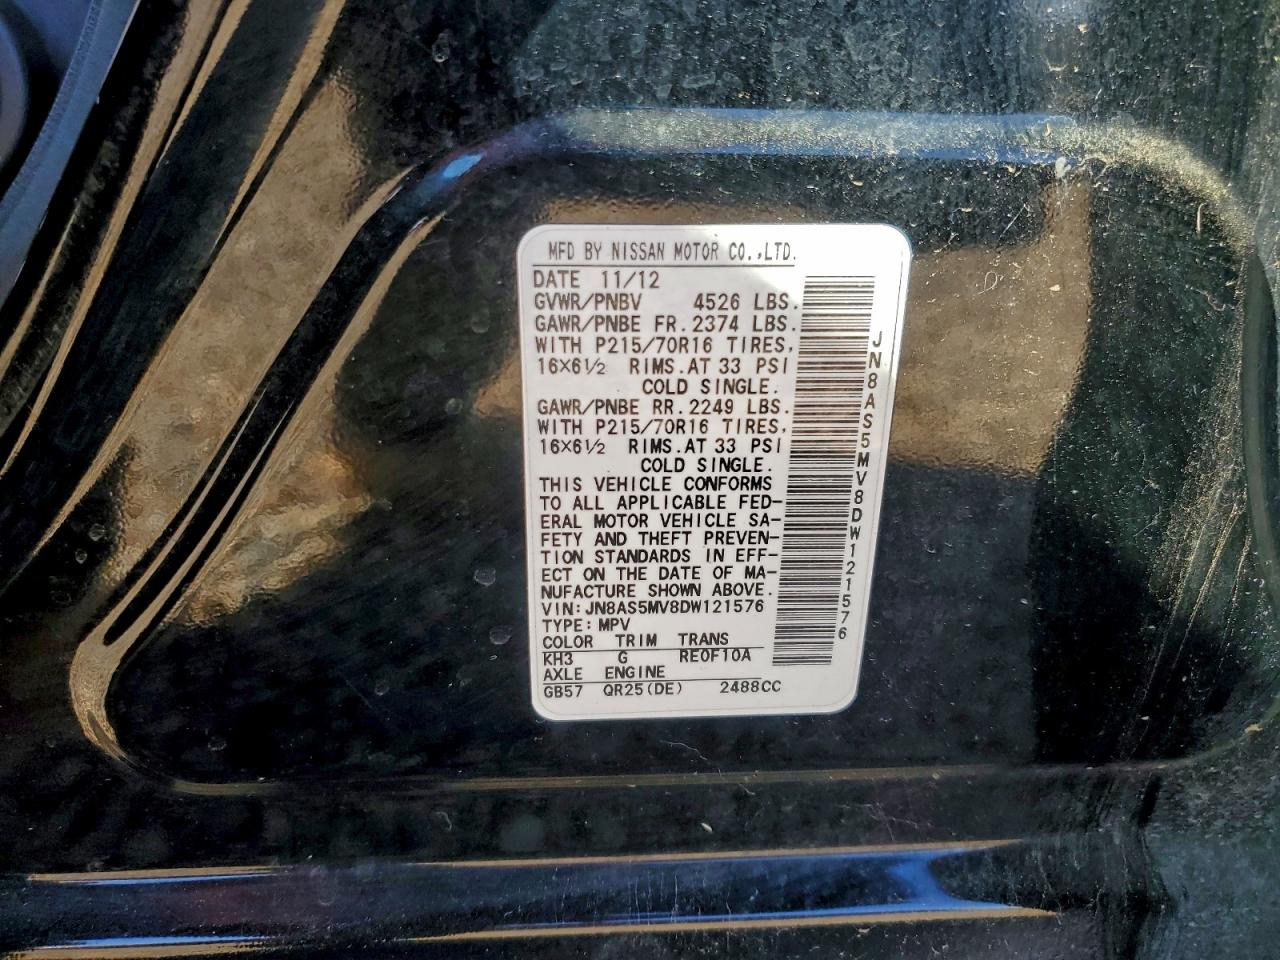 MFD BY NISSAN MOTOR CO.,LTD.
DATE 11/12
GVWR/PNBV 4526 LBS.
GAWR/PNBE FR. 2374 LBS.
WITH P215/70R16 TIRES.
16×6½ RIMS. AT 33 PSI
COLD SINGLE.
GAWR/PNBE RR. 2249 LBS.
WITH P215/70R16 TIRES.
16×6½ RIMS. AT 33 PSI
COLD SINGLE.
THIS VEHICLE CONFORMS
TO ALL APPLICABLE FED-
ERAL MOTOR VEHICLE SA-
FETY AND THEFT PREVEN-
TION STANDARDS IN EFF-
ECT ON THE DATE OF MA-
NUFACTURE SHOWN ABOVE.
VIN: JN8AS5MV8DW121576
TYPE: MPV
COLOR TRIM TRANS
KH3 G RE0F10A
AXLE ENGINE
GB57 QR25(DE) 2488CC
JN8AS5MV8DW121576